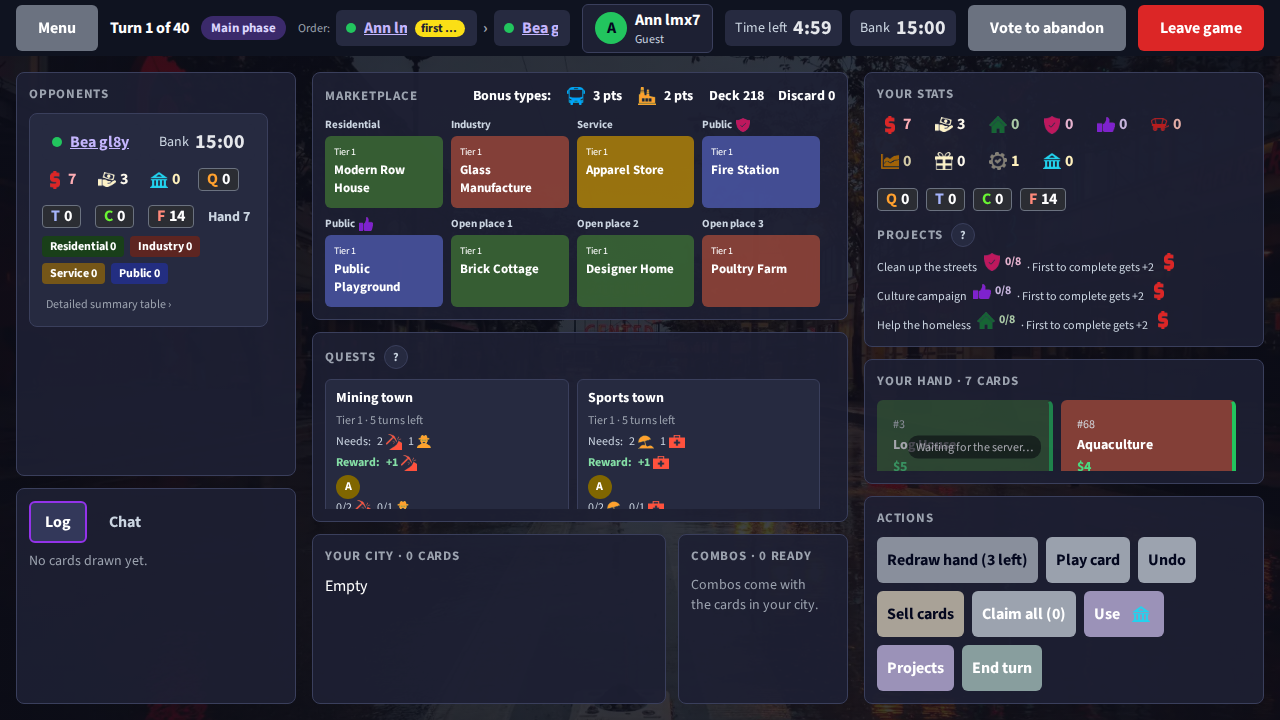 Menu
Turn 1 of 40
Main phase
Order:
Ann ln
first ...
›
Bea g
A
Ann lmx7
Guest
Time left 4:59
Bank 15:00
Vote to abandon
Leave game
OPPONENTS
Bea gl8y
Bank 15:00
7
3
0
Q 0
T 0
C 0
F 14
Hand 7
Residential 0
Industry 0
Service 0
Public 0
Detailed summary table ›
Log
Chat
No cards drawn yet.
MARKETPLACE
Bonus types:
3 pts
2 pts
Deck 218
Discard 0
Residential
Tier 1
Modern Row
House
Industry
Tier 1
Glass
Manufacture
Service
Tier 1
Apparel Store
Public
Tier 1
Fire Station
Public
Tier 1
Public
Playground
Open place 1
Tier 1
Brick Cottage
Open place 2
Tier 1
Designer Home
Open place 3
Tier 1
Poultry Farm
QUESTS ?
Mining town
Tier 1 · 5 turns left
Needs: 2 1
Reward: +1
A
0/2 0/1
Sports town
Tier 1 · 5 turns left
Needs: 2 1
Reward: +1
A
0/2 0/1
YOUR CITY · 0 CARDS
Empty
COMBOS · 0 READY
Combos come with
the cards in your city.
YOUR STATS
7 3 0 0 0 0
0 0 1 0
Q 0 T 0 C 0 F 14
PROJECTS ?
Clean up the streets 0/8 · First to complete gets +2
Culture campaign 0/8 · First to complete gets +2
Help the homeless 0/8 · First to complete gets +2
YOUR HAND · 7 CARDS
#3
Waiting for the server...
$5
#68
Aquaculture
$4
ACTIONS
Redraw hand (3 left)
Play card
Undo
Sell cards
Claim all (0)
Use
Projects
End turn